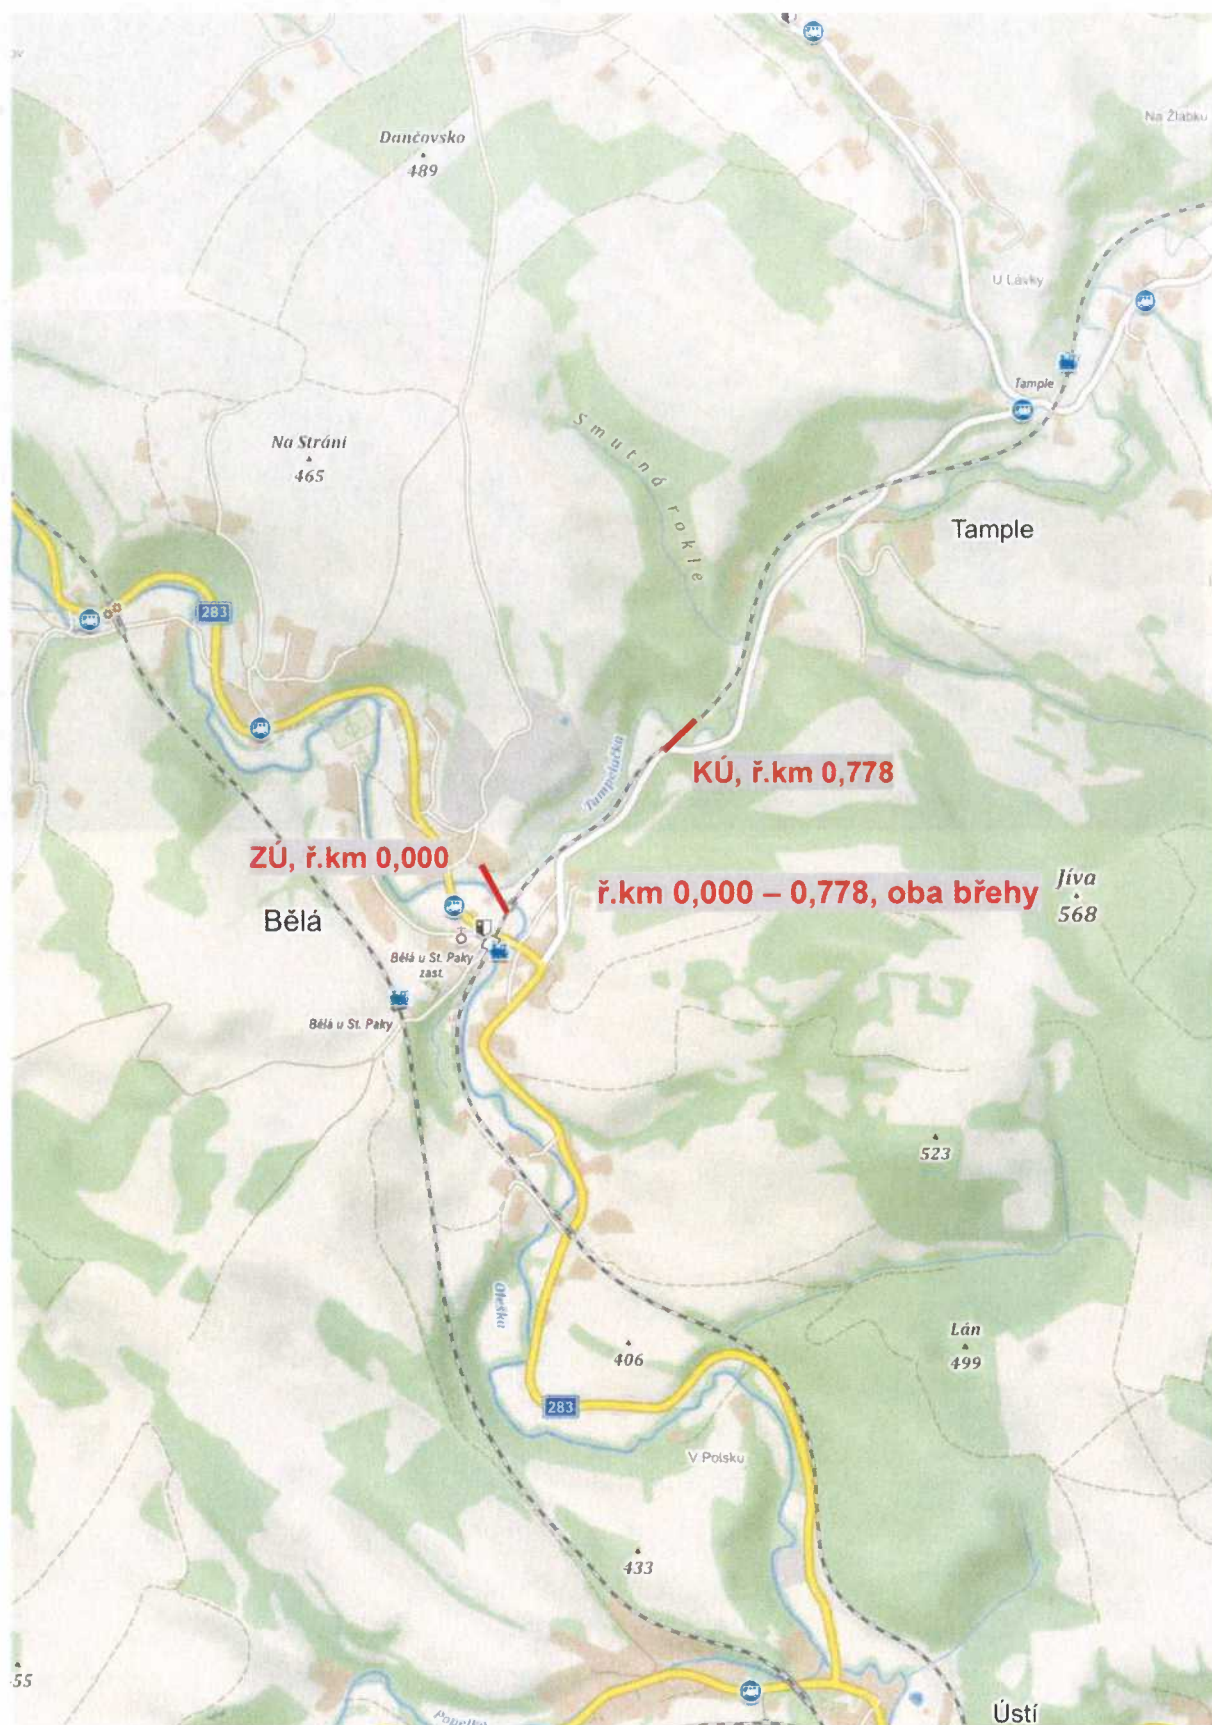 Dančovsko
489
Na Žlábku
U Lávky
Tample
Na Stráni
465
Smutná rokle
Tample
283
Tampelačka
KÚ, ř.km 0,778
ZÚ, ř.km 0,000
ř.km 0,000 – 0,778, oba břehy
Jíva
568
Bělá
Bělá u St. Paky
zast.
Bělá u St. Paky
523
Oleška
406
Lán
499
283
V Polsku
433
55
Ústí